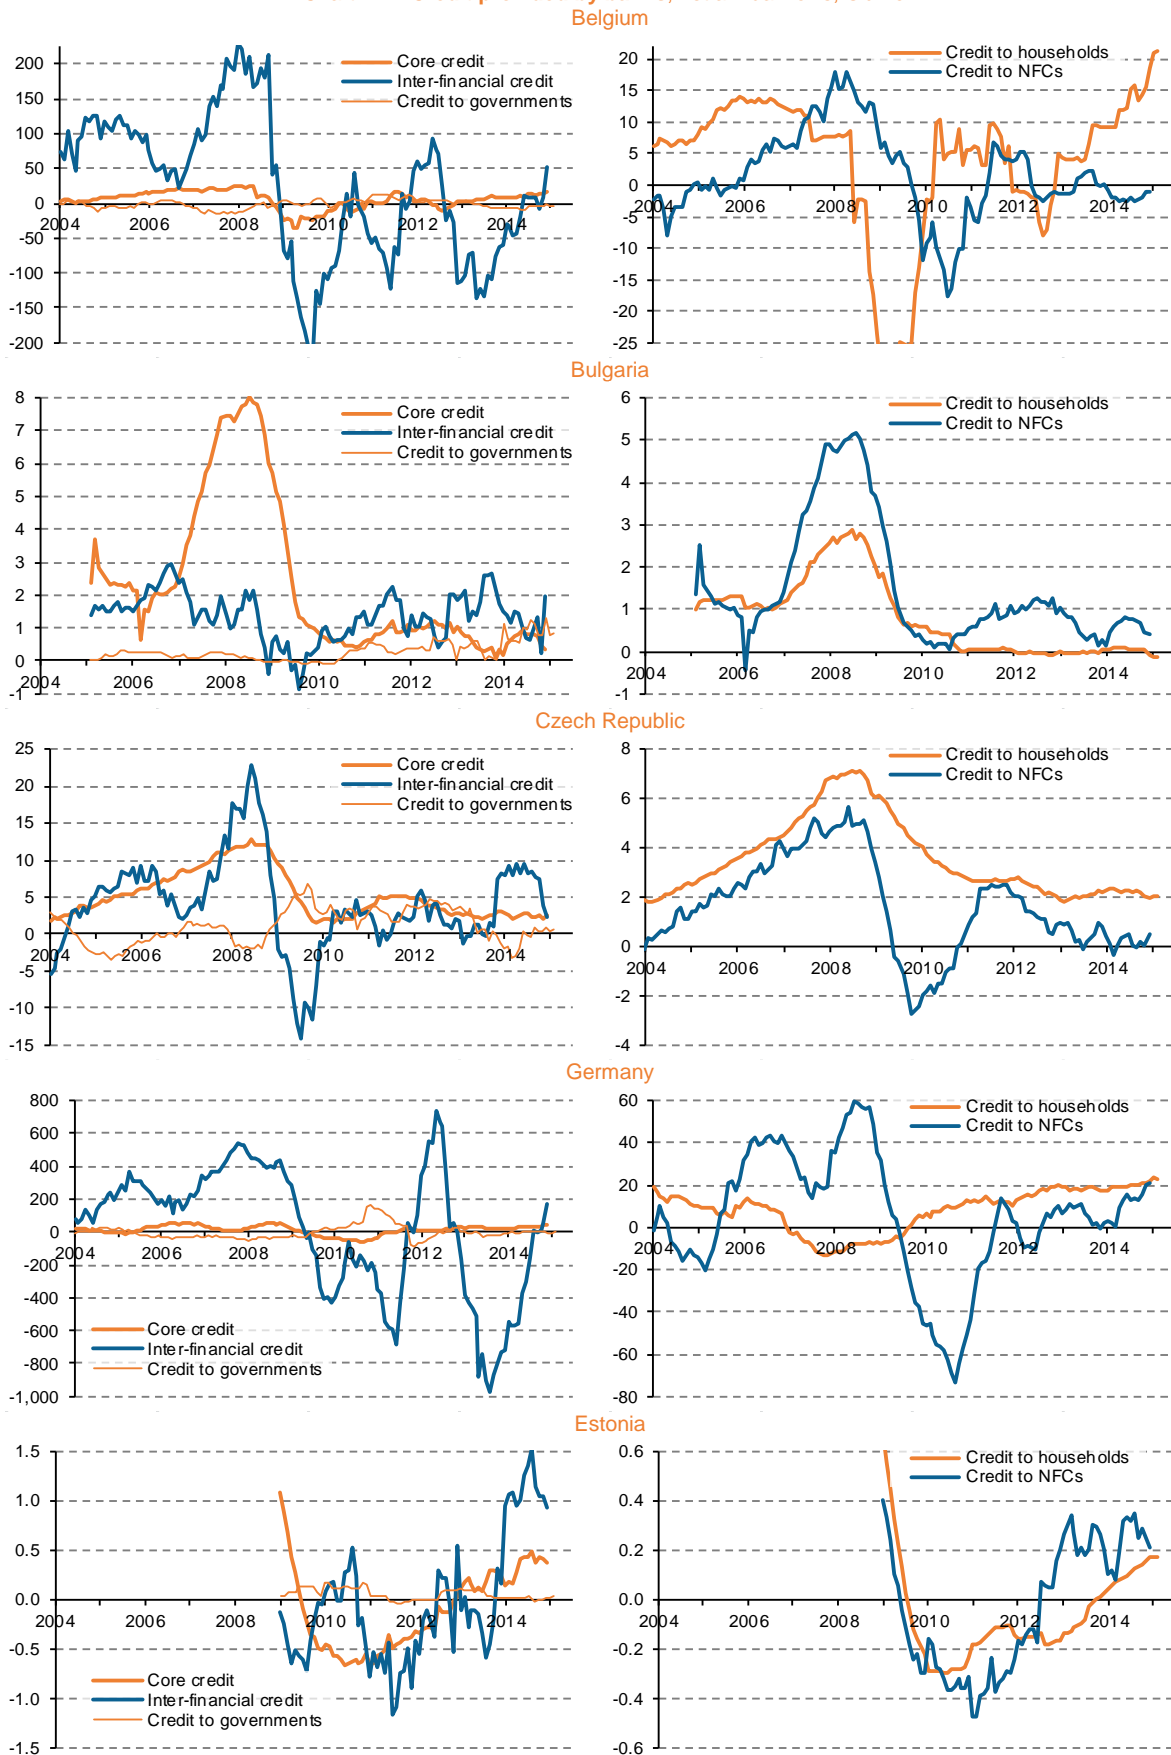 Belgium
200
150
100
50
0
-50
-100
-150
-200
2004 2006 2008 2010 2012 2014
Core credit
Inter-financial credit
Credit to governments
20
15
10
5
0
-5
-10
-15
-20
-25
2004 2006 2008 2010 2012 2014
Credit to households
Credit to NFCs
Bulgaria
8
7
6
5
4
3
2
1
0
-1
2004 2006 2008 2010 2012 2014
Core credit
Inter-financial credit
Credit to governments
6
5
4
3
2
1
0
-1
2004 2006 2008 2010 2012 2014
Credit to households
Credit to NFCs
Czech Republic
25
20
15
10
5
0
-5
-10
-15
2004 2006 2008 2010 2012 2014
Core credit
Inter-financial credit
Credit to governments
8
6
4
2
0
-2
-4
2004 2006 2008 2010 2012 2014
Credit to households
Credit to NFCs
Germany
800
600
400
200
0
-200
-400
-600
-800
-1,000
2004 2006 2008 2010 2012 2014
Core credit
Inter-financial credit
Credit to governments
60
40
20
0
-20
-40
-60
-80
2004 2006 2008 2010 2012 2014
Credit to households
Credit to NFCs
Estonia
1.5
1.0
0.5
0.0
-0.5
-1.0
-1.5
2004 2006 2008 2010 2012 2014
Core credit
Inter-financial credit
Credit to governments
0.6
0.4
0.2
0.0
-0.2
-0.4
-0.6
2004 2006 2008 2010 2012 2014
Credit to households
Credit to NFCs